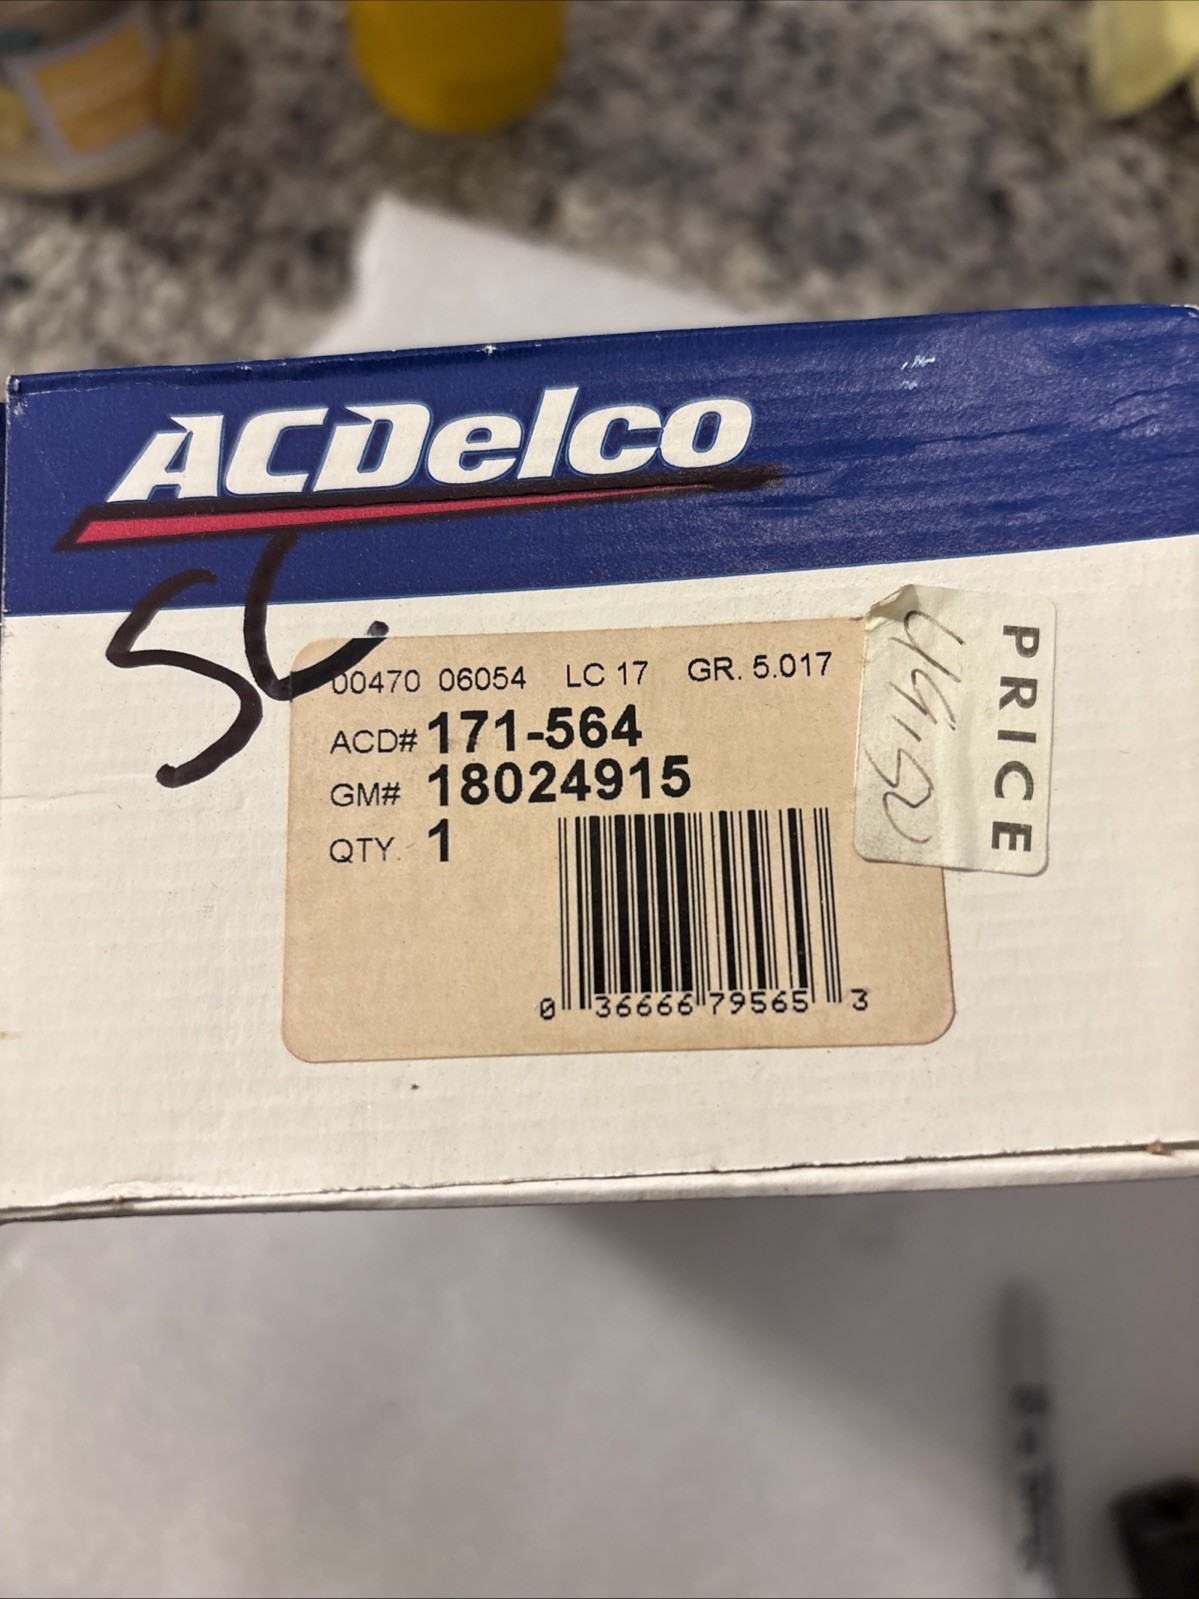 ACDelco
SC
00470 06054 LC 17 GR. 5.017
ACD# 171-564
GM# 18024915
QTY. 1
0 36666 79565 3
PRICE